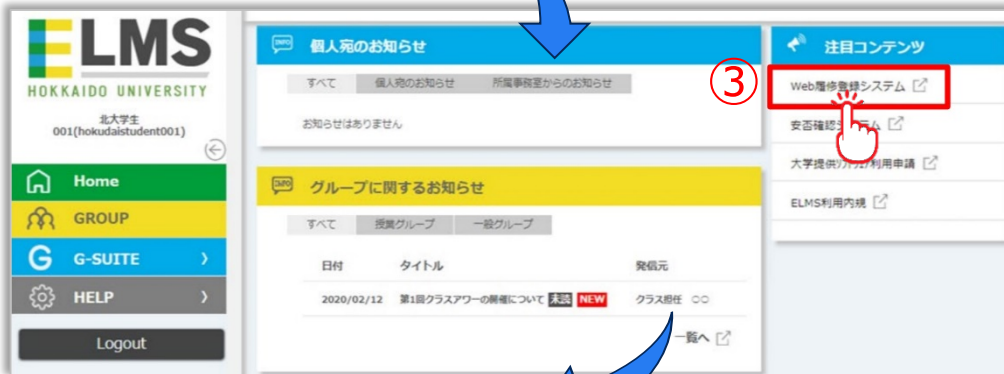 ELMS
HOKKAIDO UNIVERSITY
北大学生
001(hokudaistudent001)
Home
GROUP
G G-SUITE
HELP
Logout
INFO 個人宛のお知らせ
すべて 個人宛のお知らせ 所属事務室からのお知らせ
お知らせはありません
INFO グループに関するお知らせ
すべて 授業グループ 一般グループ
日付 タイトル 発信元
2020/02/12 第1回クラスアワーの開催について 未読 NEW クラス担任 ○○
一覧へ
注目コンテンツ
③
Web履修登録システム
安否確認システム
大学提供ソフトウェア利用申請
ELMS利用内規